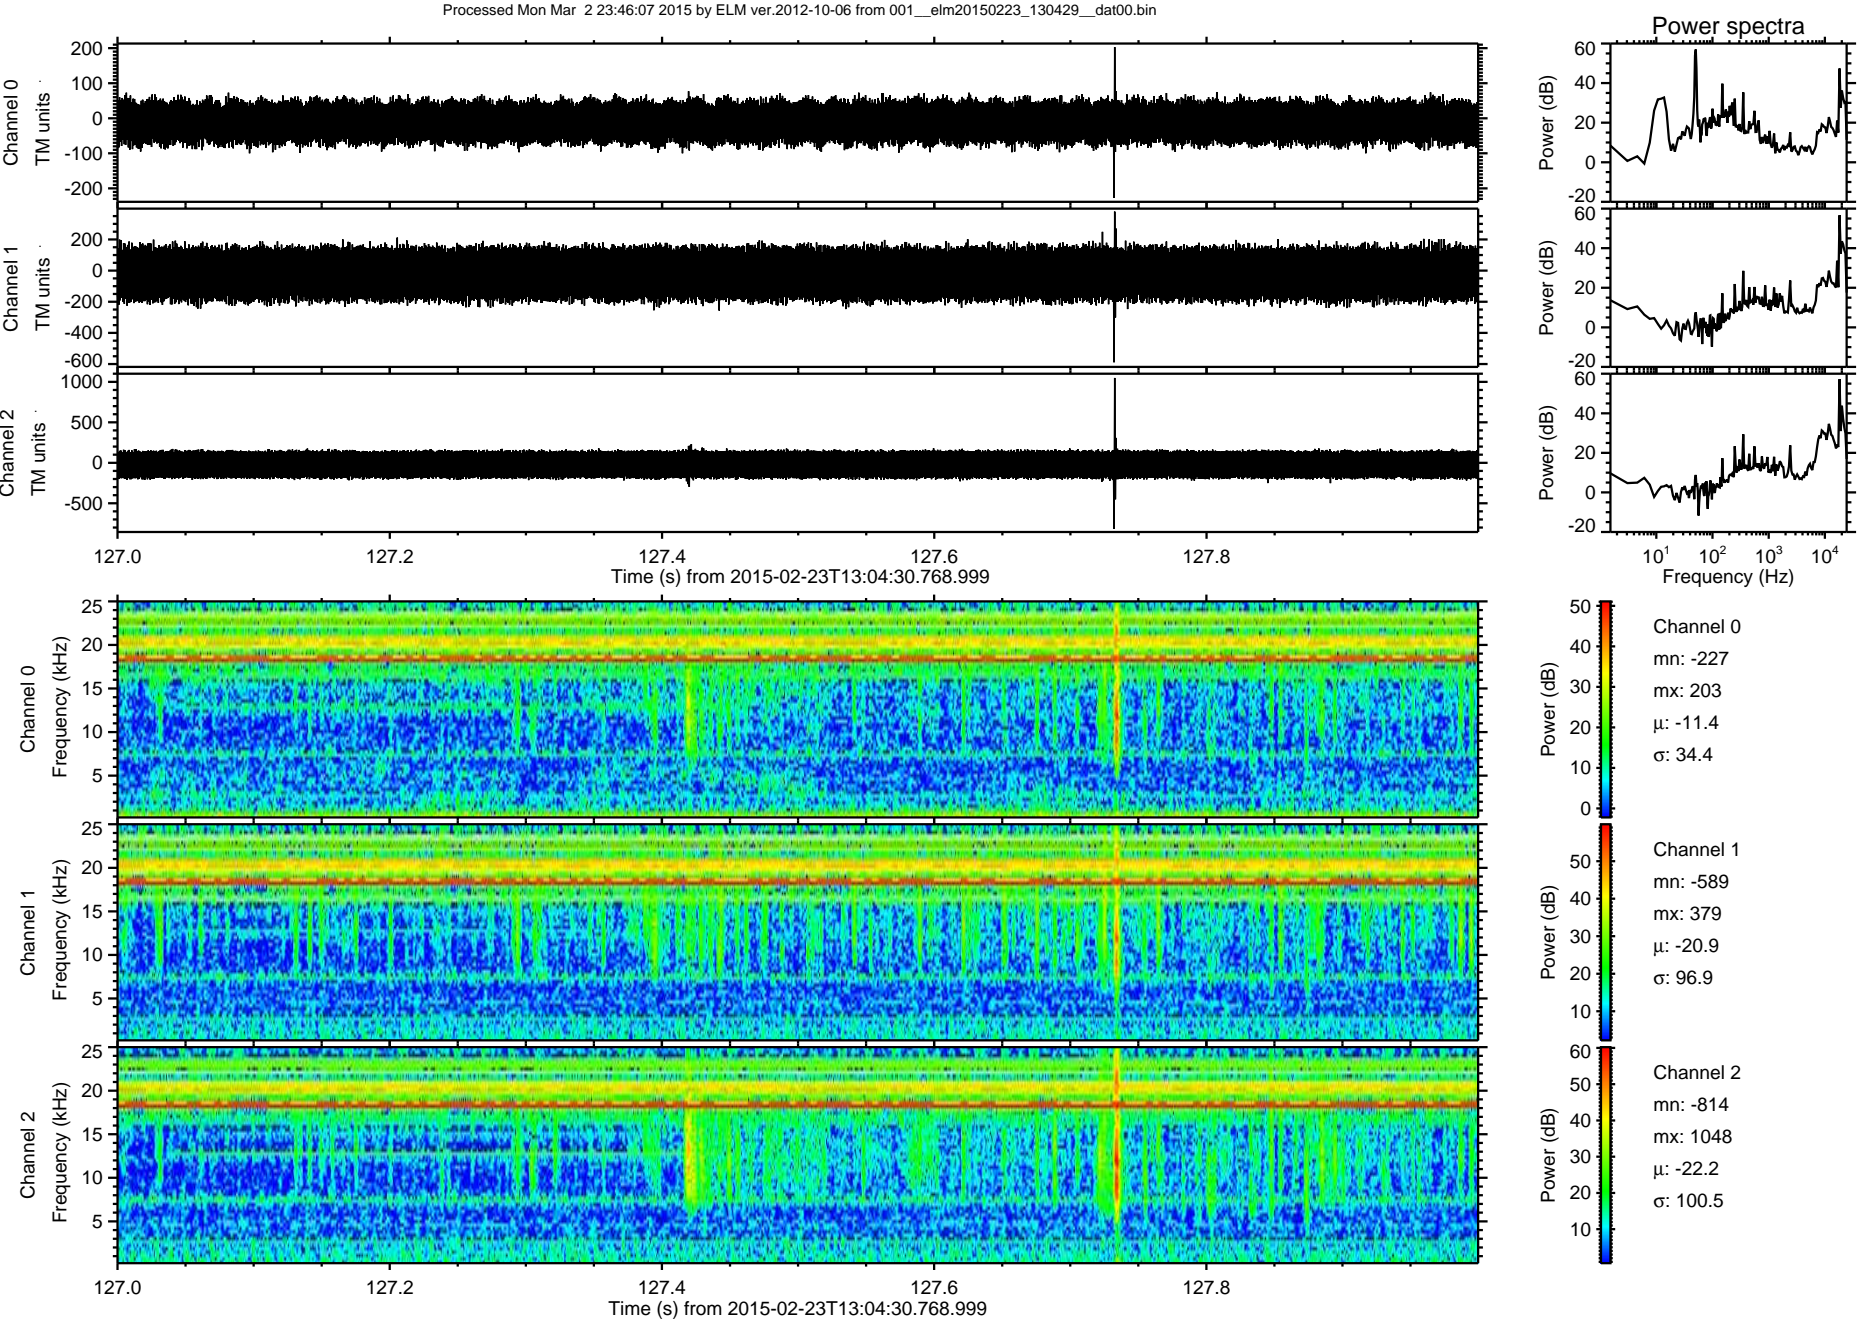 Processed Mon Mar  2 23:46:07 2015 by ELM ver.2012-10-06 from 001__elm20150223_130429__dat00.bin
Power spectra
Channel 0
TM units
200
100
0
-100
-200
Power (dB)
60
40
20
0
-20
Channel 1
TM units
200
0
-200
-400
-600
Power (dB)
60
40
20
0
-20
Channel 2
TM units
1000
500
0
-500
Power (dB)
60
40
20
0
-20
127.0 127.2 127.4 127.6 127.8
Time (s) from 2015-02-23T13:04:30.768.999
10^1 10^2 10^3 10^4
Frequency (Hz)
Channel 0
Frequency (kHz)
25
20
15
10
5
Power (dB)
50
40
30
20
10
0
Channel 0
mn: -227
mx: 203
μ: -11.4
σ: 34.4
Channel 1
Frequency (kHz)
25
20
15
10
5
Power (dB)
50
40
30
20
10
Channel 1
mn: -589
mx: 379
μ: -20.9
σ: 96.9
Channel 2
Frequency (kHz)
25
20
15
10
5
Power (dB)
60
50
40
30
20
10
Channel 2
mn: -814
mx: 1048
μ: -22.2
σ: 100.5
127.0 127.2 127.4 127.6 127.8
Time (s) from 2015-02-23T13:04:30.768.999